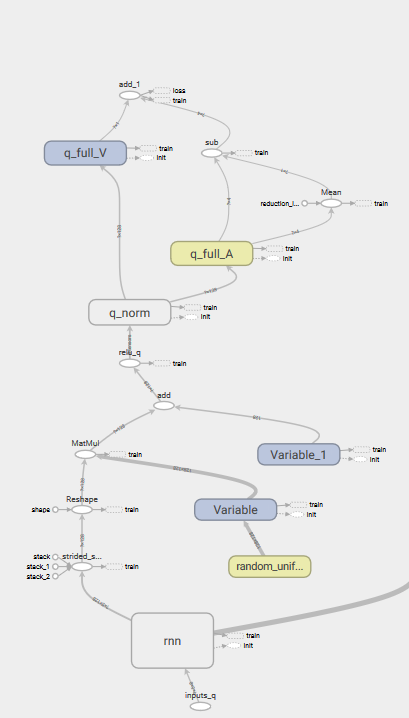 add_1
loss
train
sub
train
q_full_V
train
init
Mean
reduction_i...
train
q_full_A
train
init
q_norm
train
init
relu_q
train
add
MatMul
train
Variable_1
train
init
Reshape
shape
train
Variable
train
init
stack
strided_s...
stack_1
train
stack_2
random_unif...
rnn
train
init
inputs_q